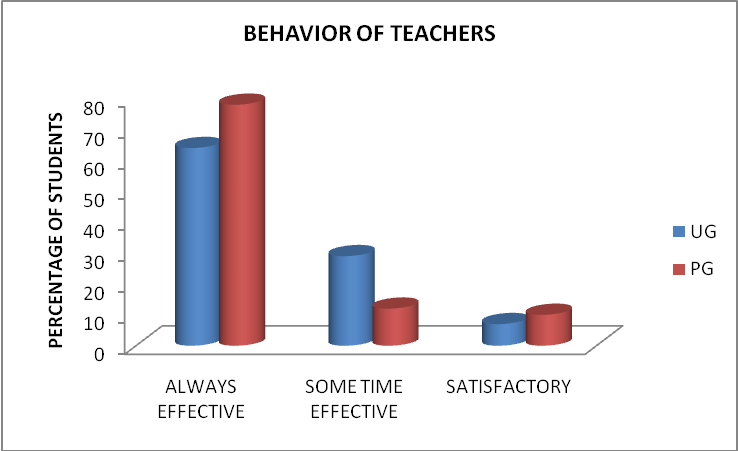 BEHAVIOR OF TEACHERS
PERCENTAGE OF STUDENTS
80
70
60
50
40
30
20
10
0
ALWAYS
EFFECTIVE
SOME TIME
EFFECTIVE
SATISFACTORY
UG
PG